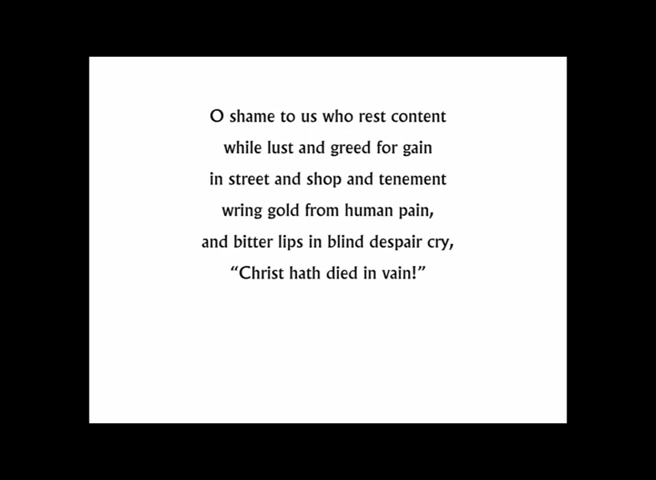 O shame to us who rest content
while lust and greed for gain
in street and shop and tenement
wring gold from human pain,
and bitter lips in blind despair cry,
“Christ hath died in vain!”